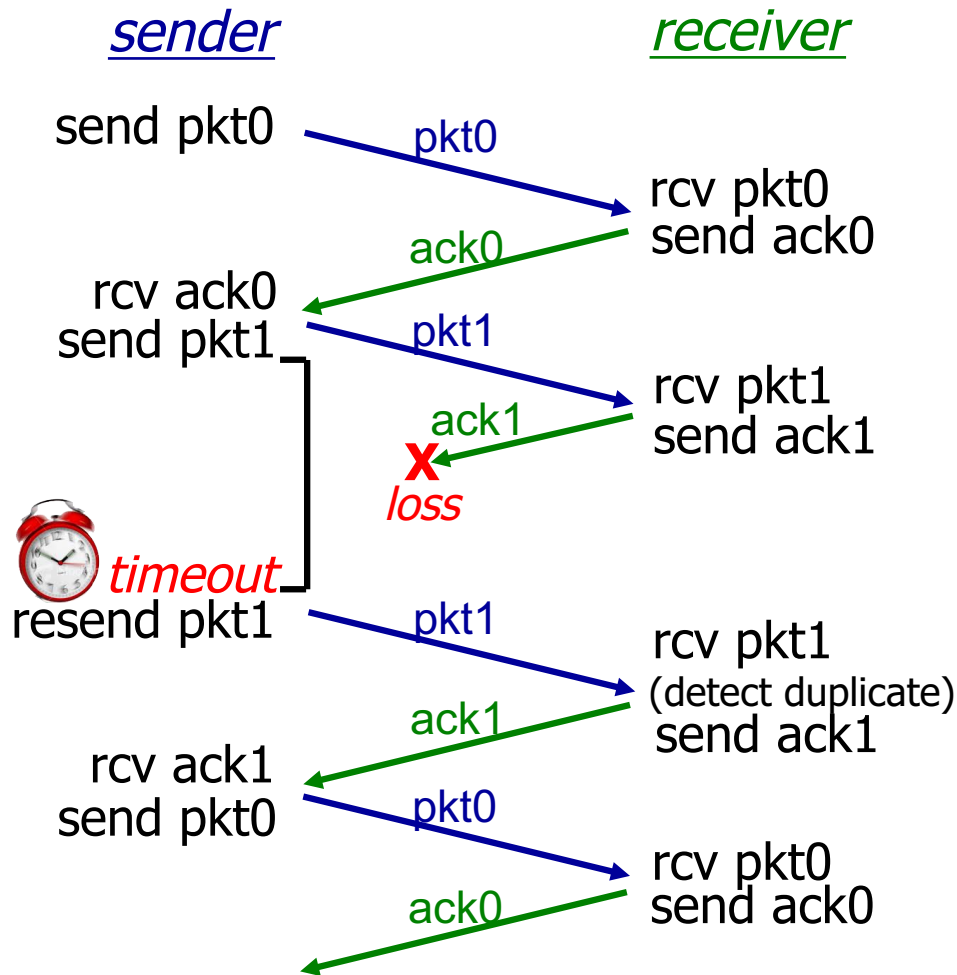 sender
receiver
send pkt0
pkt0
rcv pkt0
send ack0
ack0
rcv ack0
send pkt1
pkt1
rcv pkt1
send ack1
ack1
X
loss
timeout
resend pkt1
pkt1
rcv pkt1
(detect duplicate)
send ack1
ack1
rcv ack1
send pkt0
pkt0
rcv pkt0
send ack0
ack0